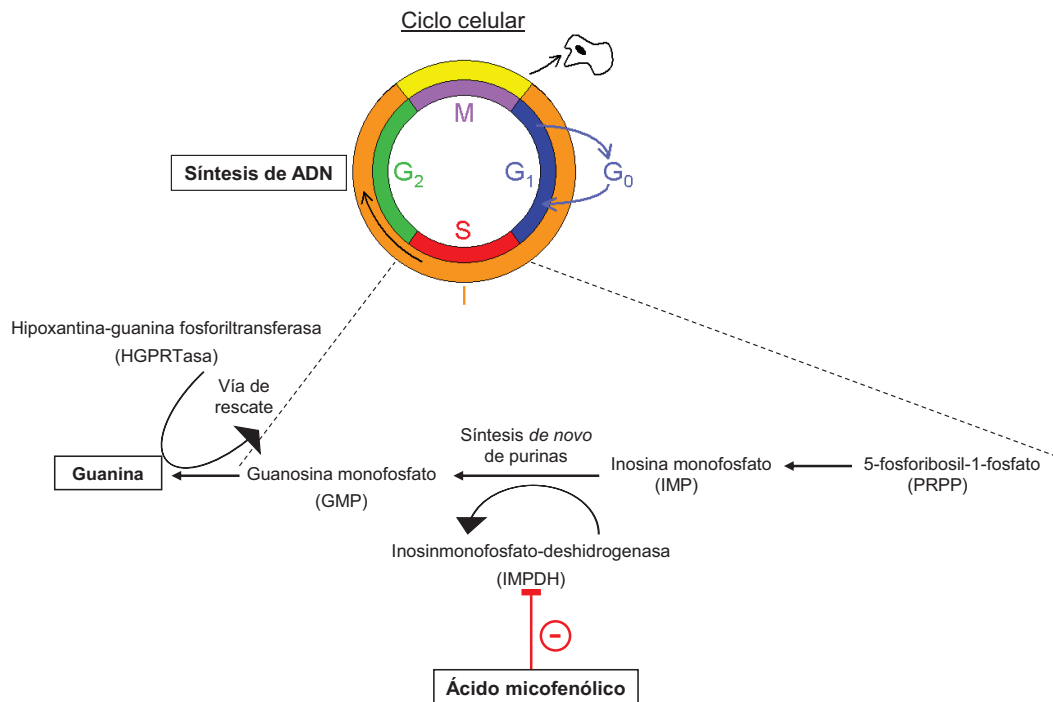 Ciclo celular
M
Síntesis de ADN
G2
G1
G0
S
I
Hipoxantina-guanina fosforiltransferasa
(HGPRTasa)
Vía de
rescate
Síntesis de novo
de purinas
Guanina
Guanosina monofosfato
(GMP)
Inosina monofosfato
(IMP)
5-fosforibosil-1-fosfato
(PRPP)
Inosinmonofosfato-deshidrogenasa
(IMPDH)
−
Ácido micofenólico